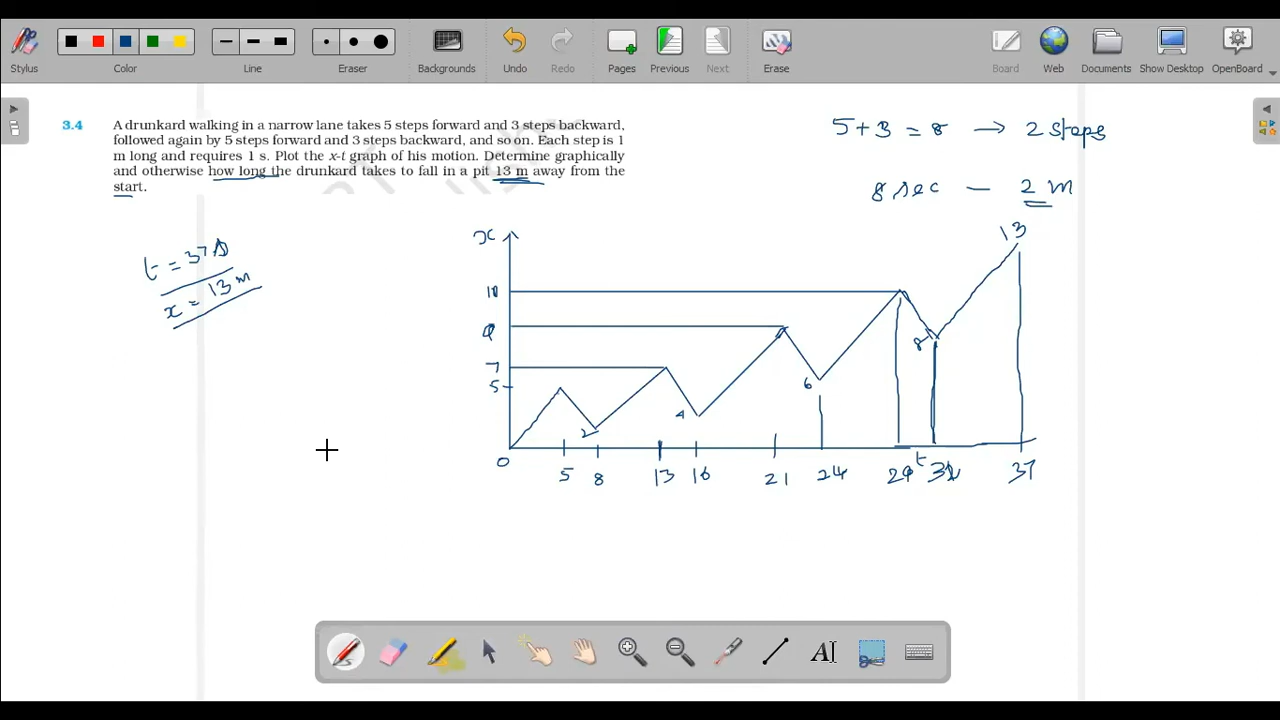 Stylus
Color
Line
Eraser
Backgrounds
Undo
Redo
Pages
Previous
Next
Erase
Board
Web
Documents
Show Desktop
OpenBoard
3.4
A drunkard walking in a narrow lane takes 5 steps forward and 3 steps backward,
followed again by 5 steps forward and 3 steps backward, and so on. Each step is 1
m long and requires 1 s. Plot the x-t graph of his motion. Determine graphically
and otherwise how long the drunkard takes to fall in a pit 13 m away from the
start.
5+3 = 8 → 2 steps
8 sec — 2 m
t = 37 s
x = 13 m
x
13
9
8
7
5
6
4
2
0
5 8 13 16 21 24 29 t 37
AI